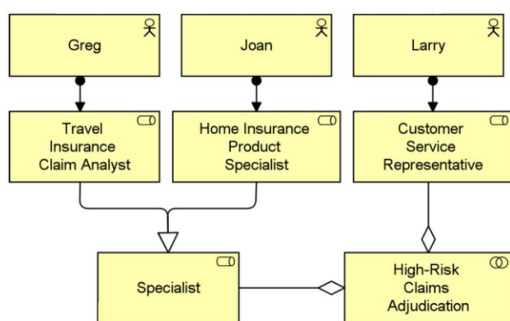 Greg
Joan
Larry
Travel
Insurance
Claim Analyst
Home Insurance
Product
Specialist
Customer
Service
Representative
Specialist
High-Risk
Claims
Adjudication